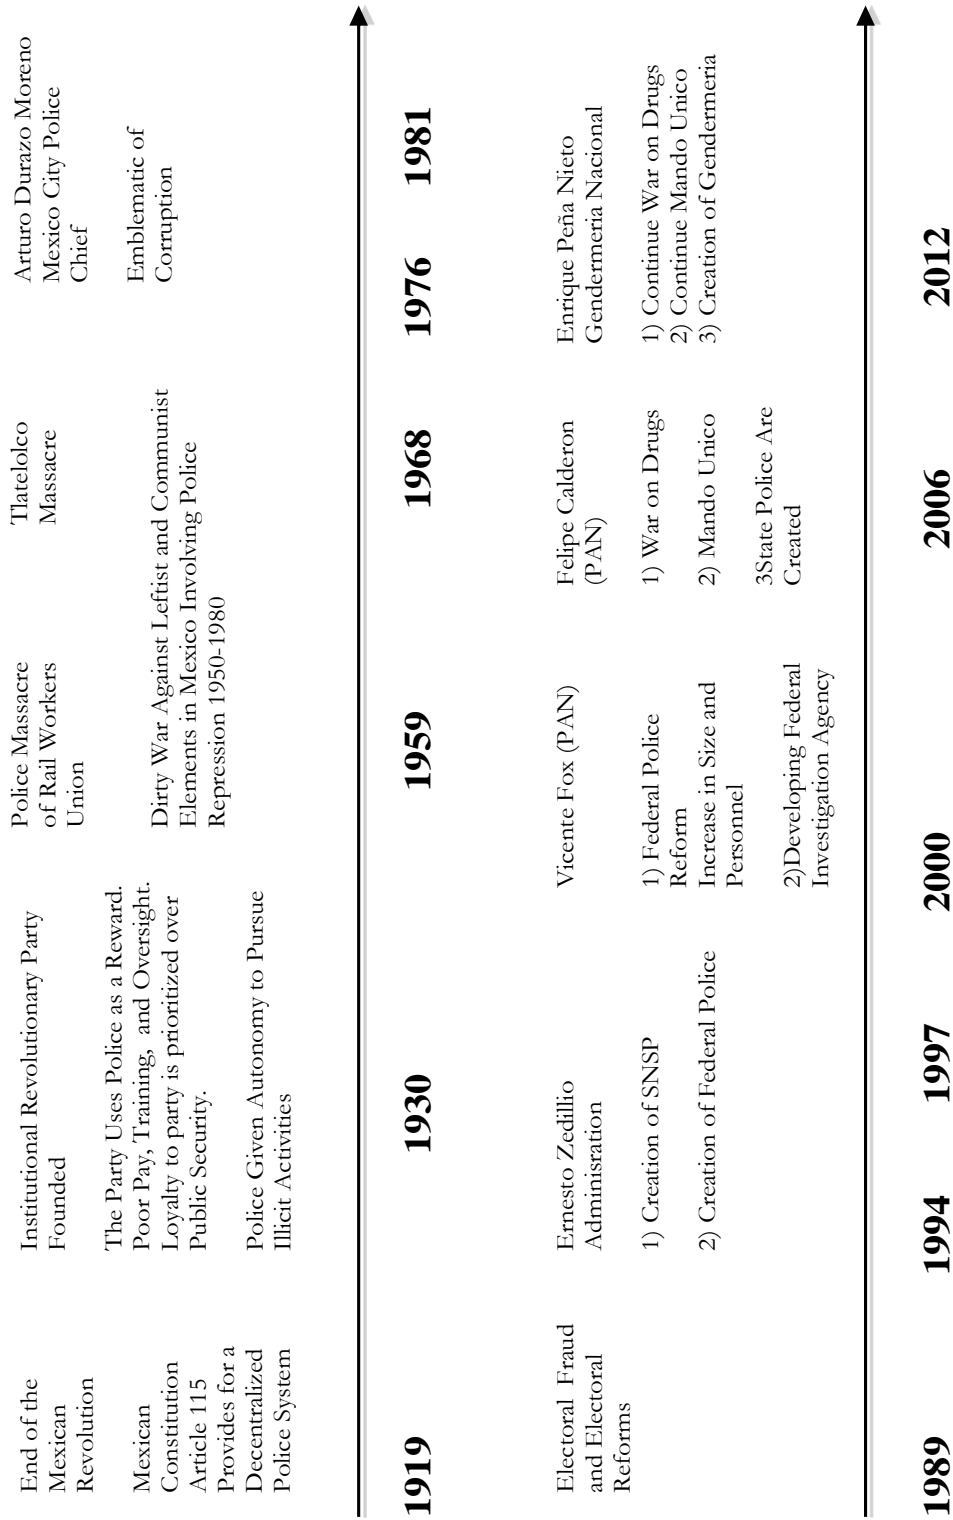 End of the
Mexican
Revolution
Mexican
Constitution
Article 115
Provides for a
Decentralized
Police System
Institutional Revolutionary Party
Founded
The Party Uses Police as a Reward.
Poor Pay, Training, and Oversight.
Loyalty to party is prioritized over
Public Security.
Police Given Autonomy to Pursue
Illicit Activities
Police Massacre
of Rail Workers
Union
Tlatelolco
Massacre
Dirty War Against Leftist and Communist
Elements in Mexico Involving Police
Repression 1950-1980
Arturo Durazo Moreno
Mexico City Police
Chief
Emblematic of
Corruption
1919
1930
1959
1968
1976
1981
Electoral Fraud
and Electoral
Reforms
Ernesto Zedillio
Adminisration
1) Creation of SNSP
2) Creation of Federal Police
Vicente Fox (PAN)
1) Federal Police
Reform
Increase in Size and
Personnel
2)Developing Federal
Investigation Agency
Felipe Calderon
(PAN)
1) War on Drugs
2) Mando Unico
3State Police Are
Created
Enrique Peña Nieto
Gendermeria Nacional
1) Continue War on Drugs
2) Continue Mando Unico
3) Creation of Gendermeria
1989
1994
1997
2000
2006
2012